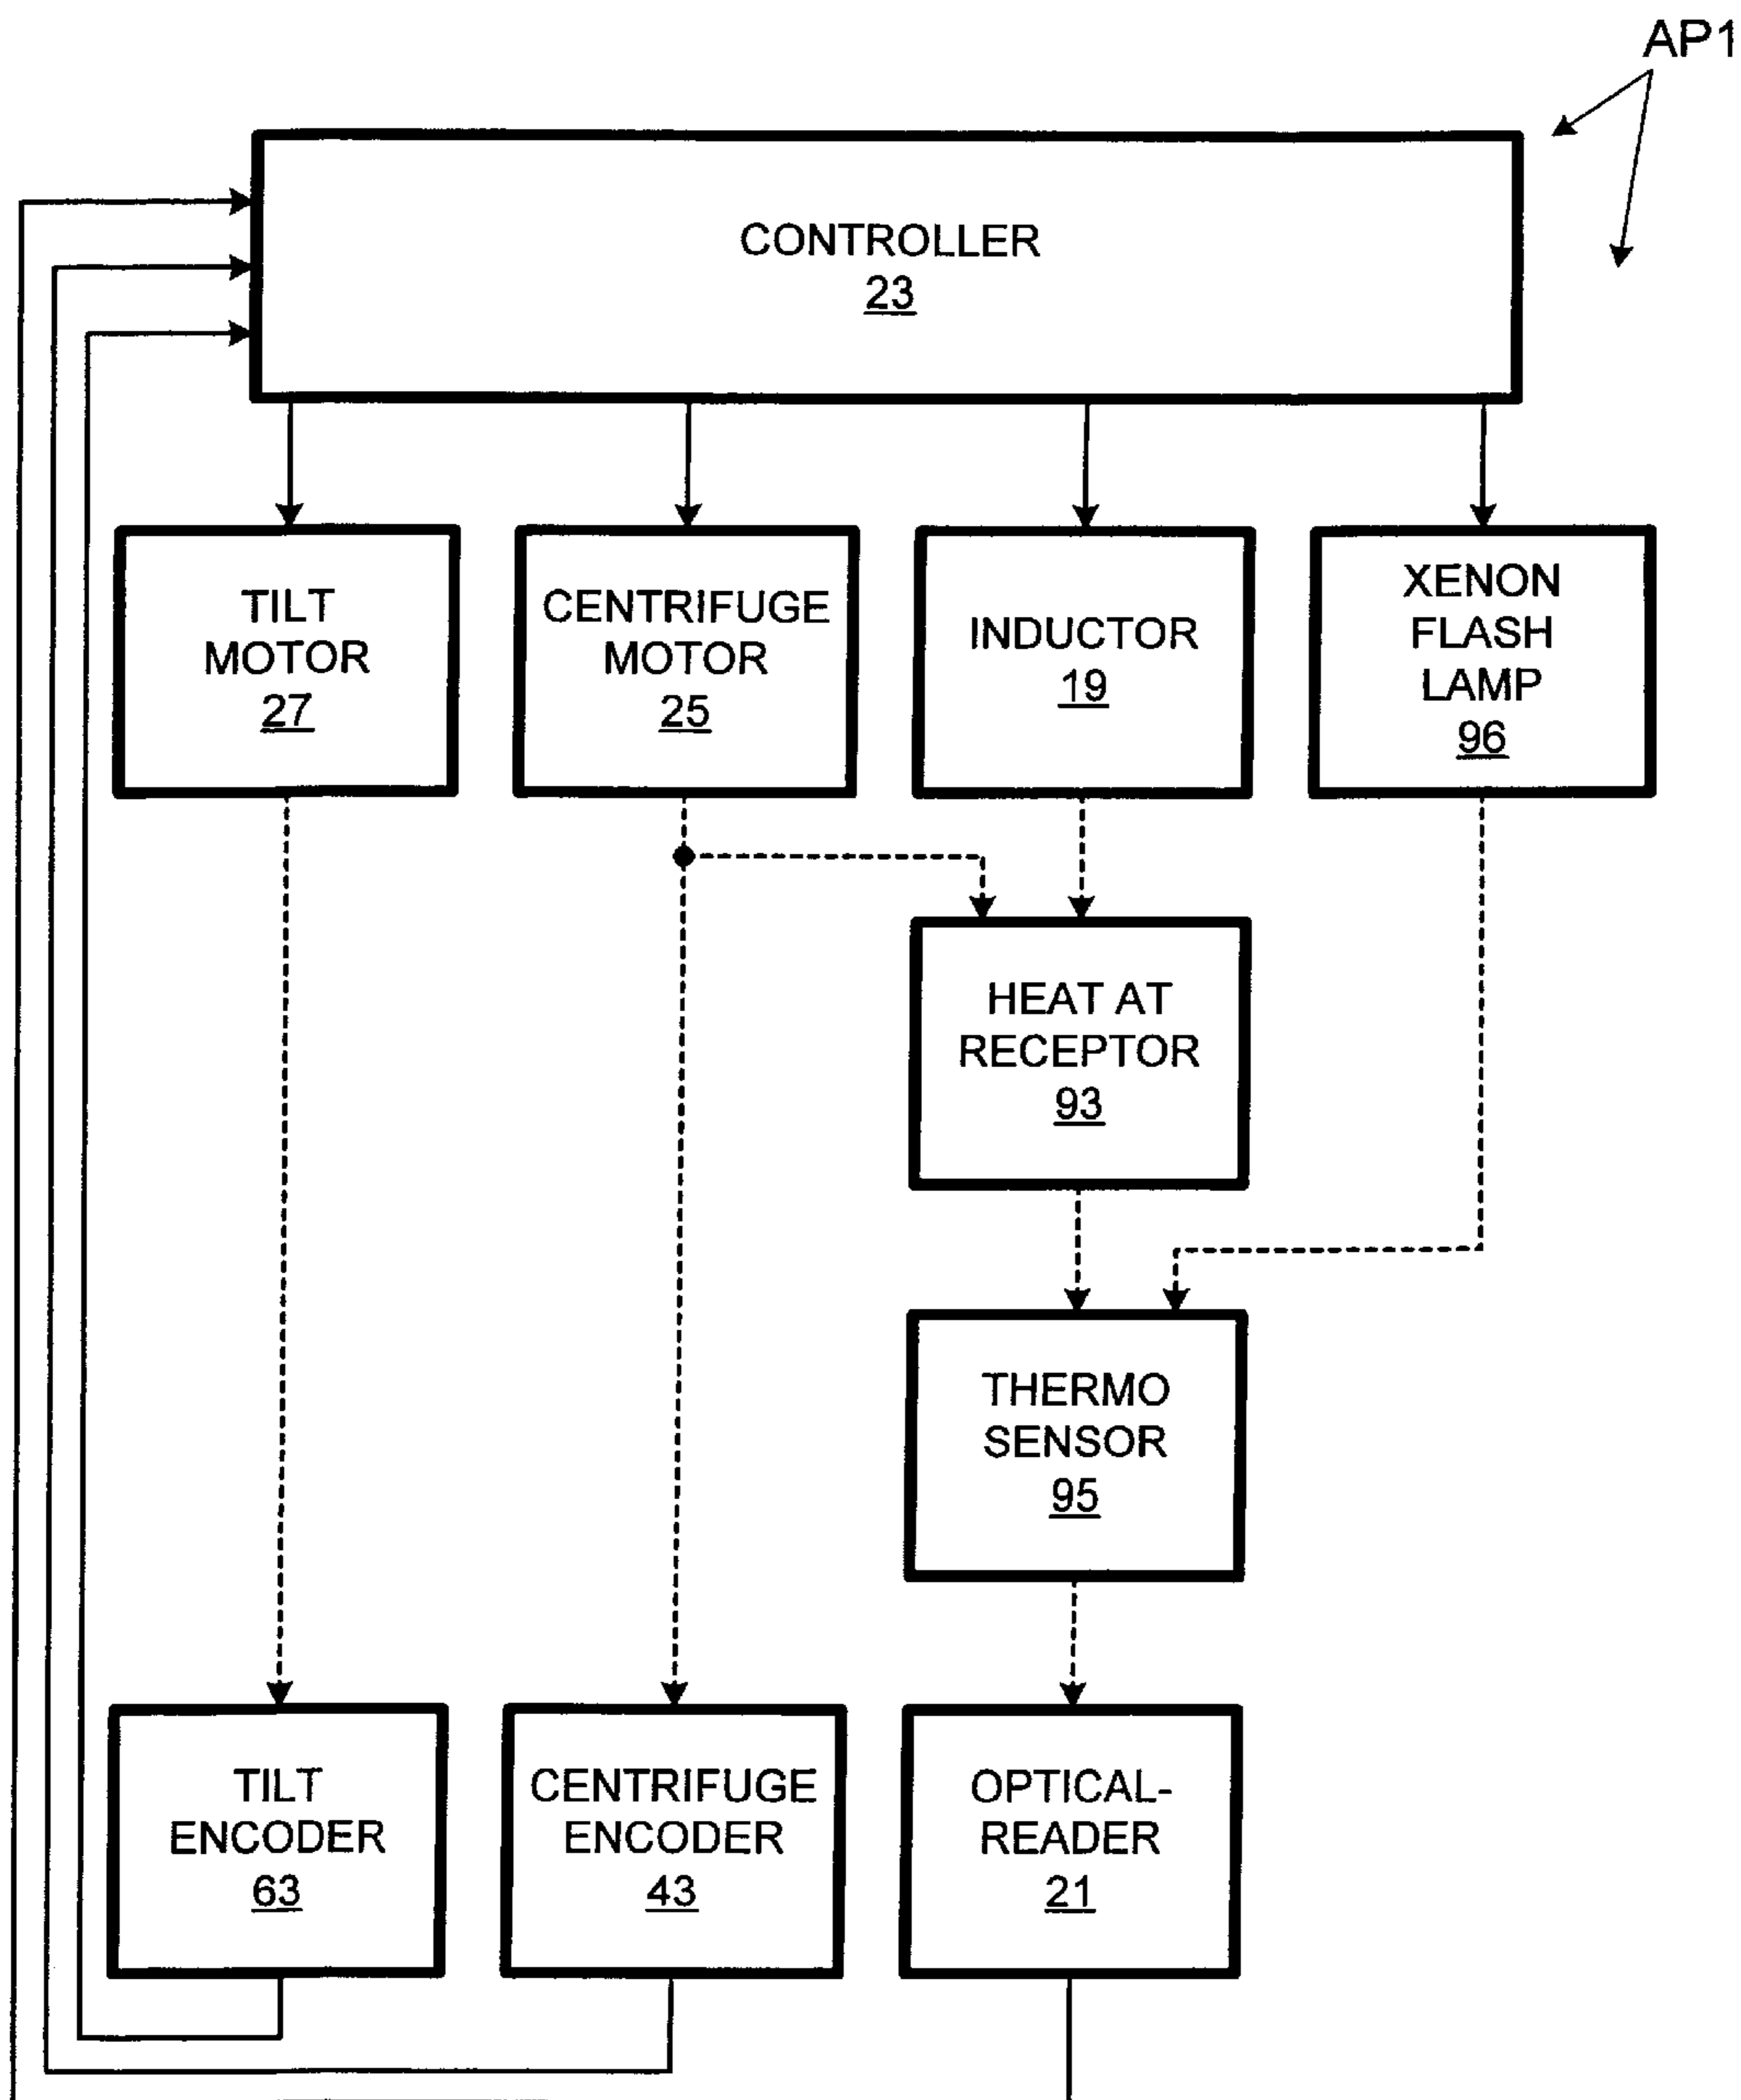 AP1
CONTROLLER
23
TILT
MOTOR
27
CENTRIFUGE
MOTOR
25
INDUCTOR
19
XENON
FLASH
LAMP
96
HEAT AT
RECEPTOR
93
THERMO
SENSOR
95
TILT
ENCODER
63
CENTRIFUGE
ENCODER
43
OPTICAL-
READER
21